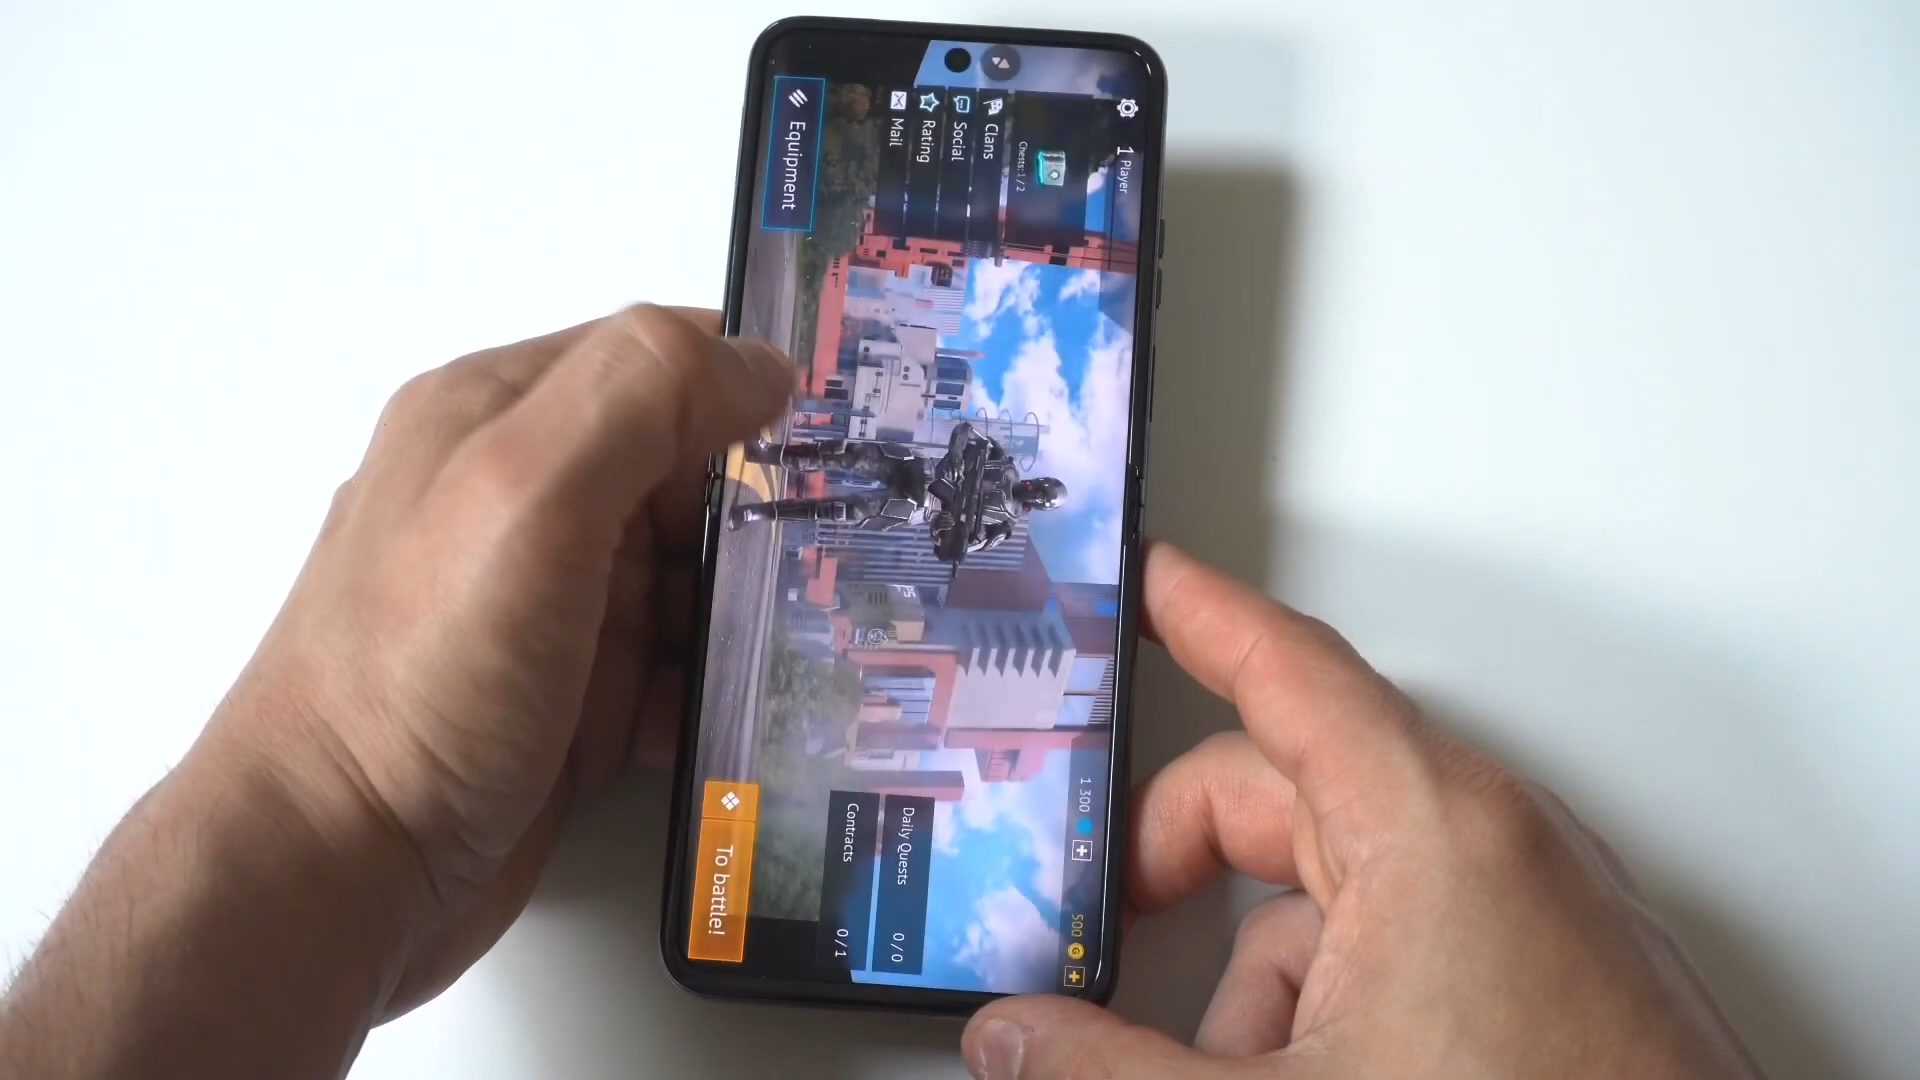 1 Player
1 300
500 G
Chests:1/2
Clans
Social
Rating
Mail
Daily Quests 0/0
Contracts 0/1
Equipment
To battle!